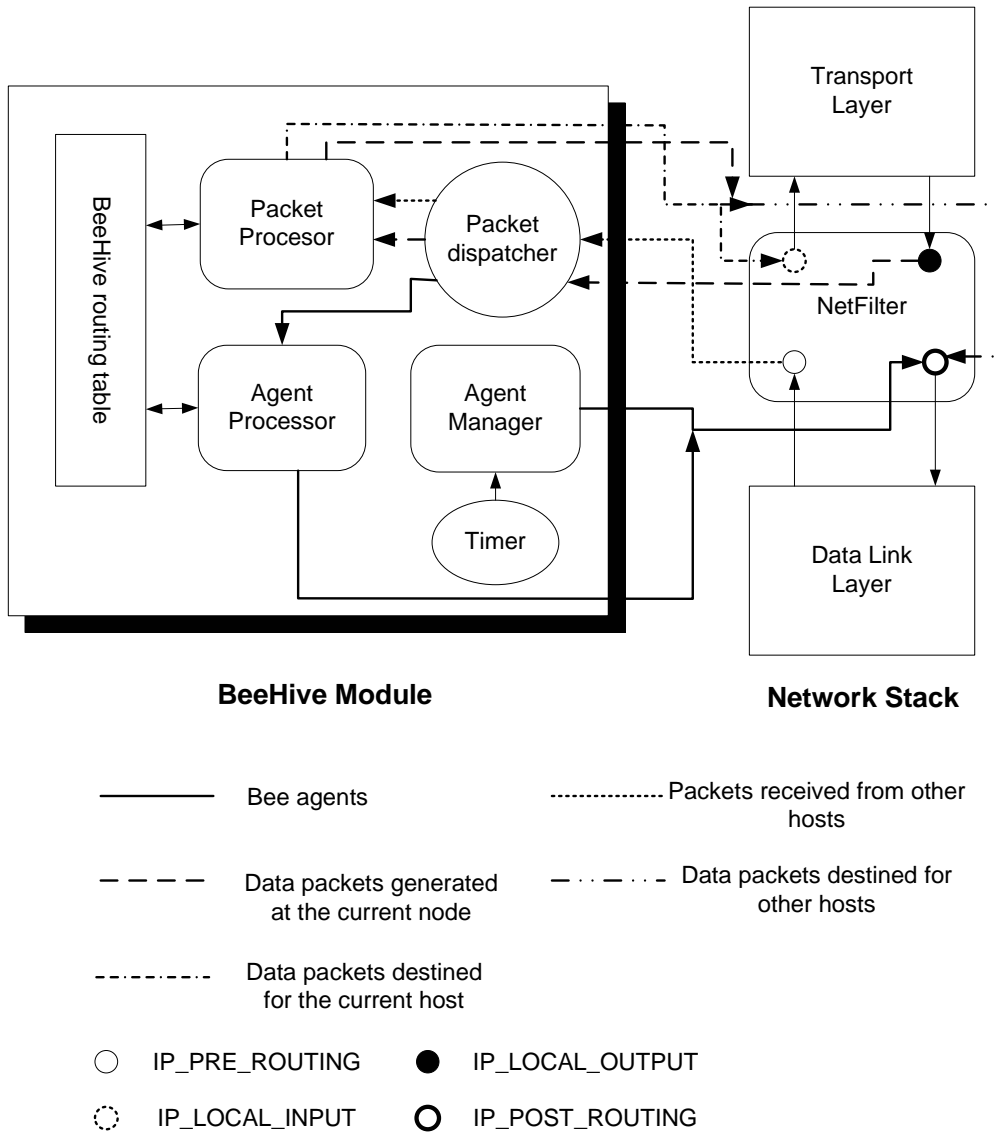 Transport
Layer
BeeHive routing table
Packet
Procesor
Packet
dispatcher
NetFilter
Agent
Processor
Agent
Manager
Timer
Data Link
Layer
BeeHive Module
Network Stack
Bee agents
Packets received from other
hosts
Data packets generated
at the current node
Data packets destined for
other hosts
Data packets destined
for the current host
IP_PRE_ROUTING
IP_LOCAL_OUTPUT
IP_LOCAL_INPUT
IP_POST_ROUTING